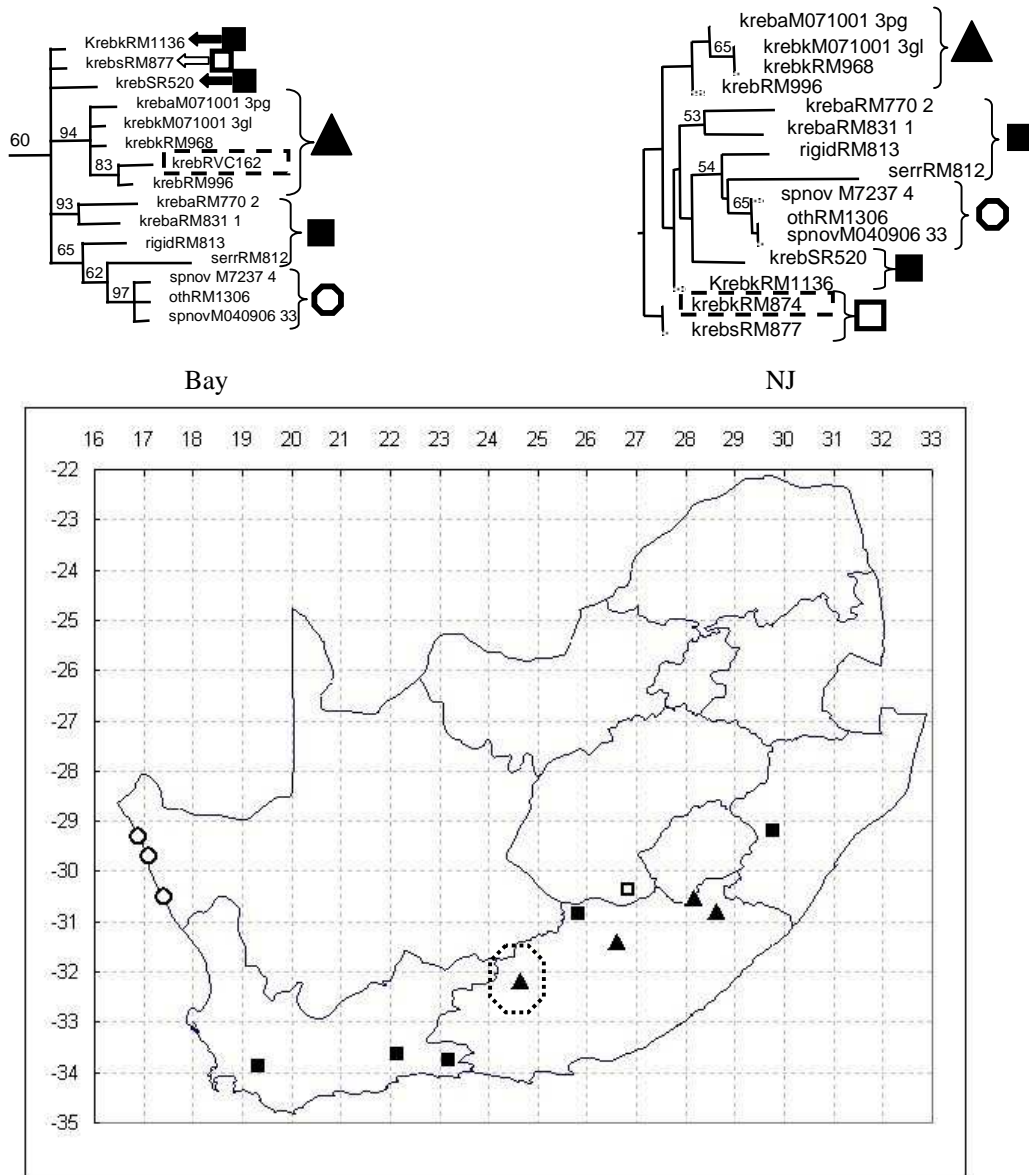 KrebkRM1136
krebsRM877
krebSR520
krebaM071001 3pg
krebkM071001 3gl
krebkRM968
krebRVC162
krebRM996
krebaRM770 2
krebaRM831 1
rigidRM813
serrRM812
spnov M7237 4
othRM1306
spnovM040906 33
60
94
83
93
65
62
97
Bay
krebaM071001 3pg
krebkM071001 3gl
krebkRM968
krebRM996
krebaRM770 2
krebaRM831 1
rigidRM813
serrRM812
spnov M7237 4
othRM1306
spnovM040906 33
krebSR520
KrebkRM1136
krebkRM874
krebsRM877
65
53
54
65
NJ
16 17 18 19 20 21 22 23 24 25 26 27 28 29 30 31 32 33
-22
-23
-24
-25
-26
-27
-28
-29
-30
-31
-32
-33
-34
-35